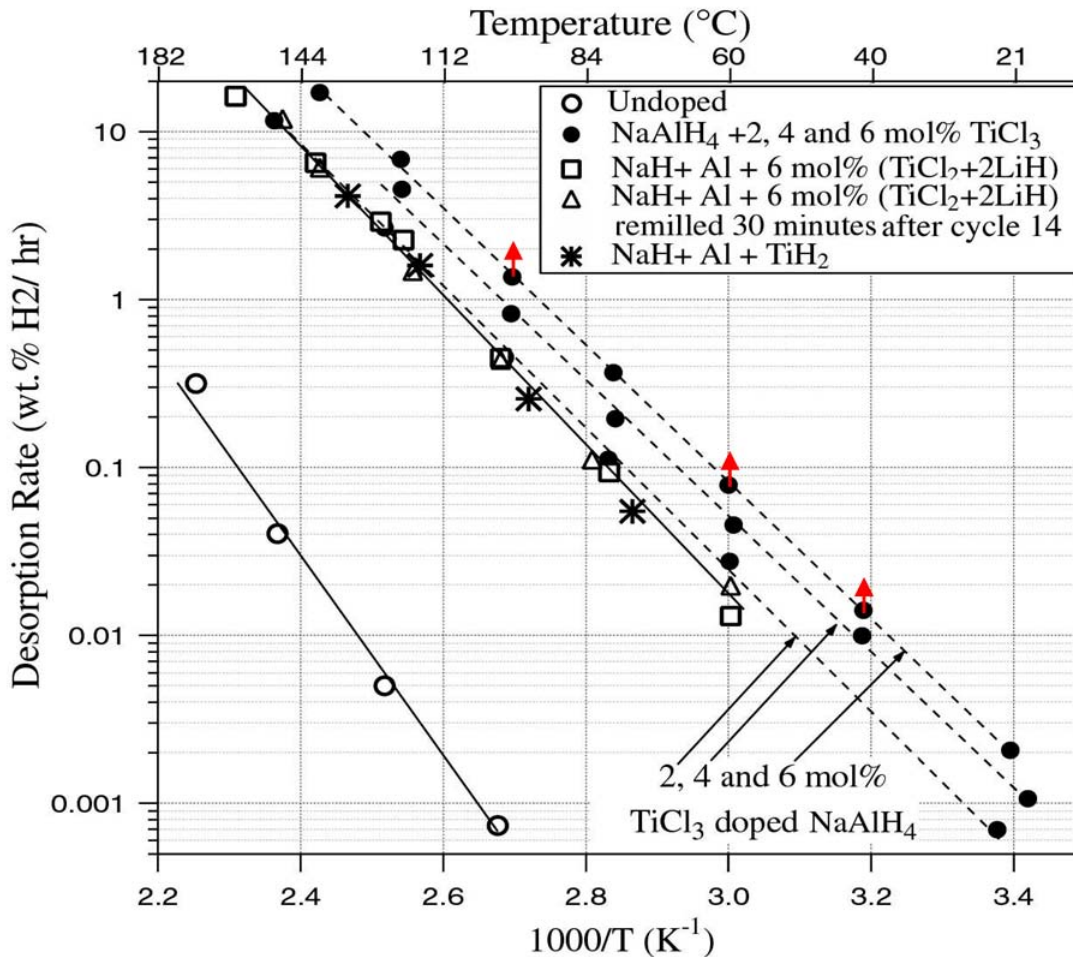 Temperature (°C)
182 144 112 84 60 40 21
Undoped
NaAlH₄ +2, 4 and 6 mol% TiCl₃
NaH+ Al + 6 mol% (TiCl₂+2LiH)
NaH+ Al + 6 mol% (TiCl₂+2LiH)
remilled 30 minutes after cycle 14
NaH+ Al + TiH₂
Desorption Rate (wt.% H2/ hr)
10
1
0.1
0.01
0.001
2, 4 and 6 mol%
TiCl₃ doped NaAlH₄
2.2 2.4 2.6 2.8 3.0 3.2 3.4
1000/T (K⁻¹)